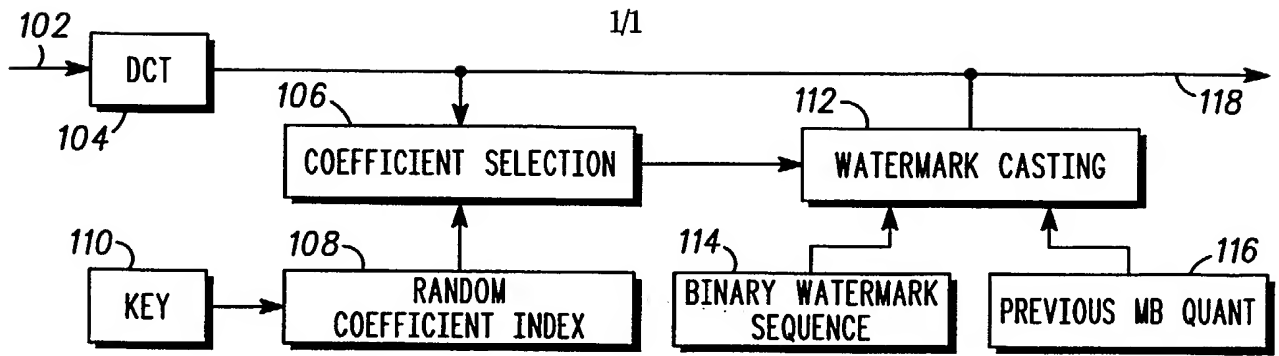 1/1
102
DCT
104
118
106
COEFFICIENT SELECTION
112
WATERMARK CASTING
110
KEY
108
RANDOM
COEFFICIENT INDEX
114
BINARY WATERMARK
SEQUENCE
116
PREVIOUS MB QUANT